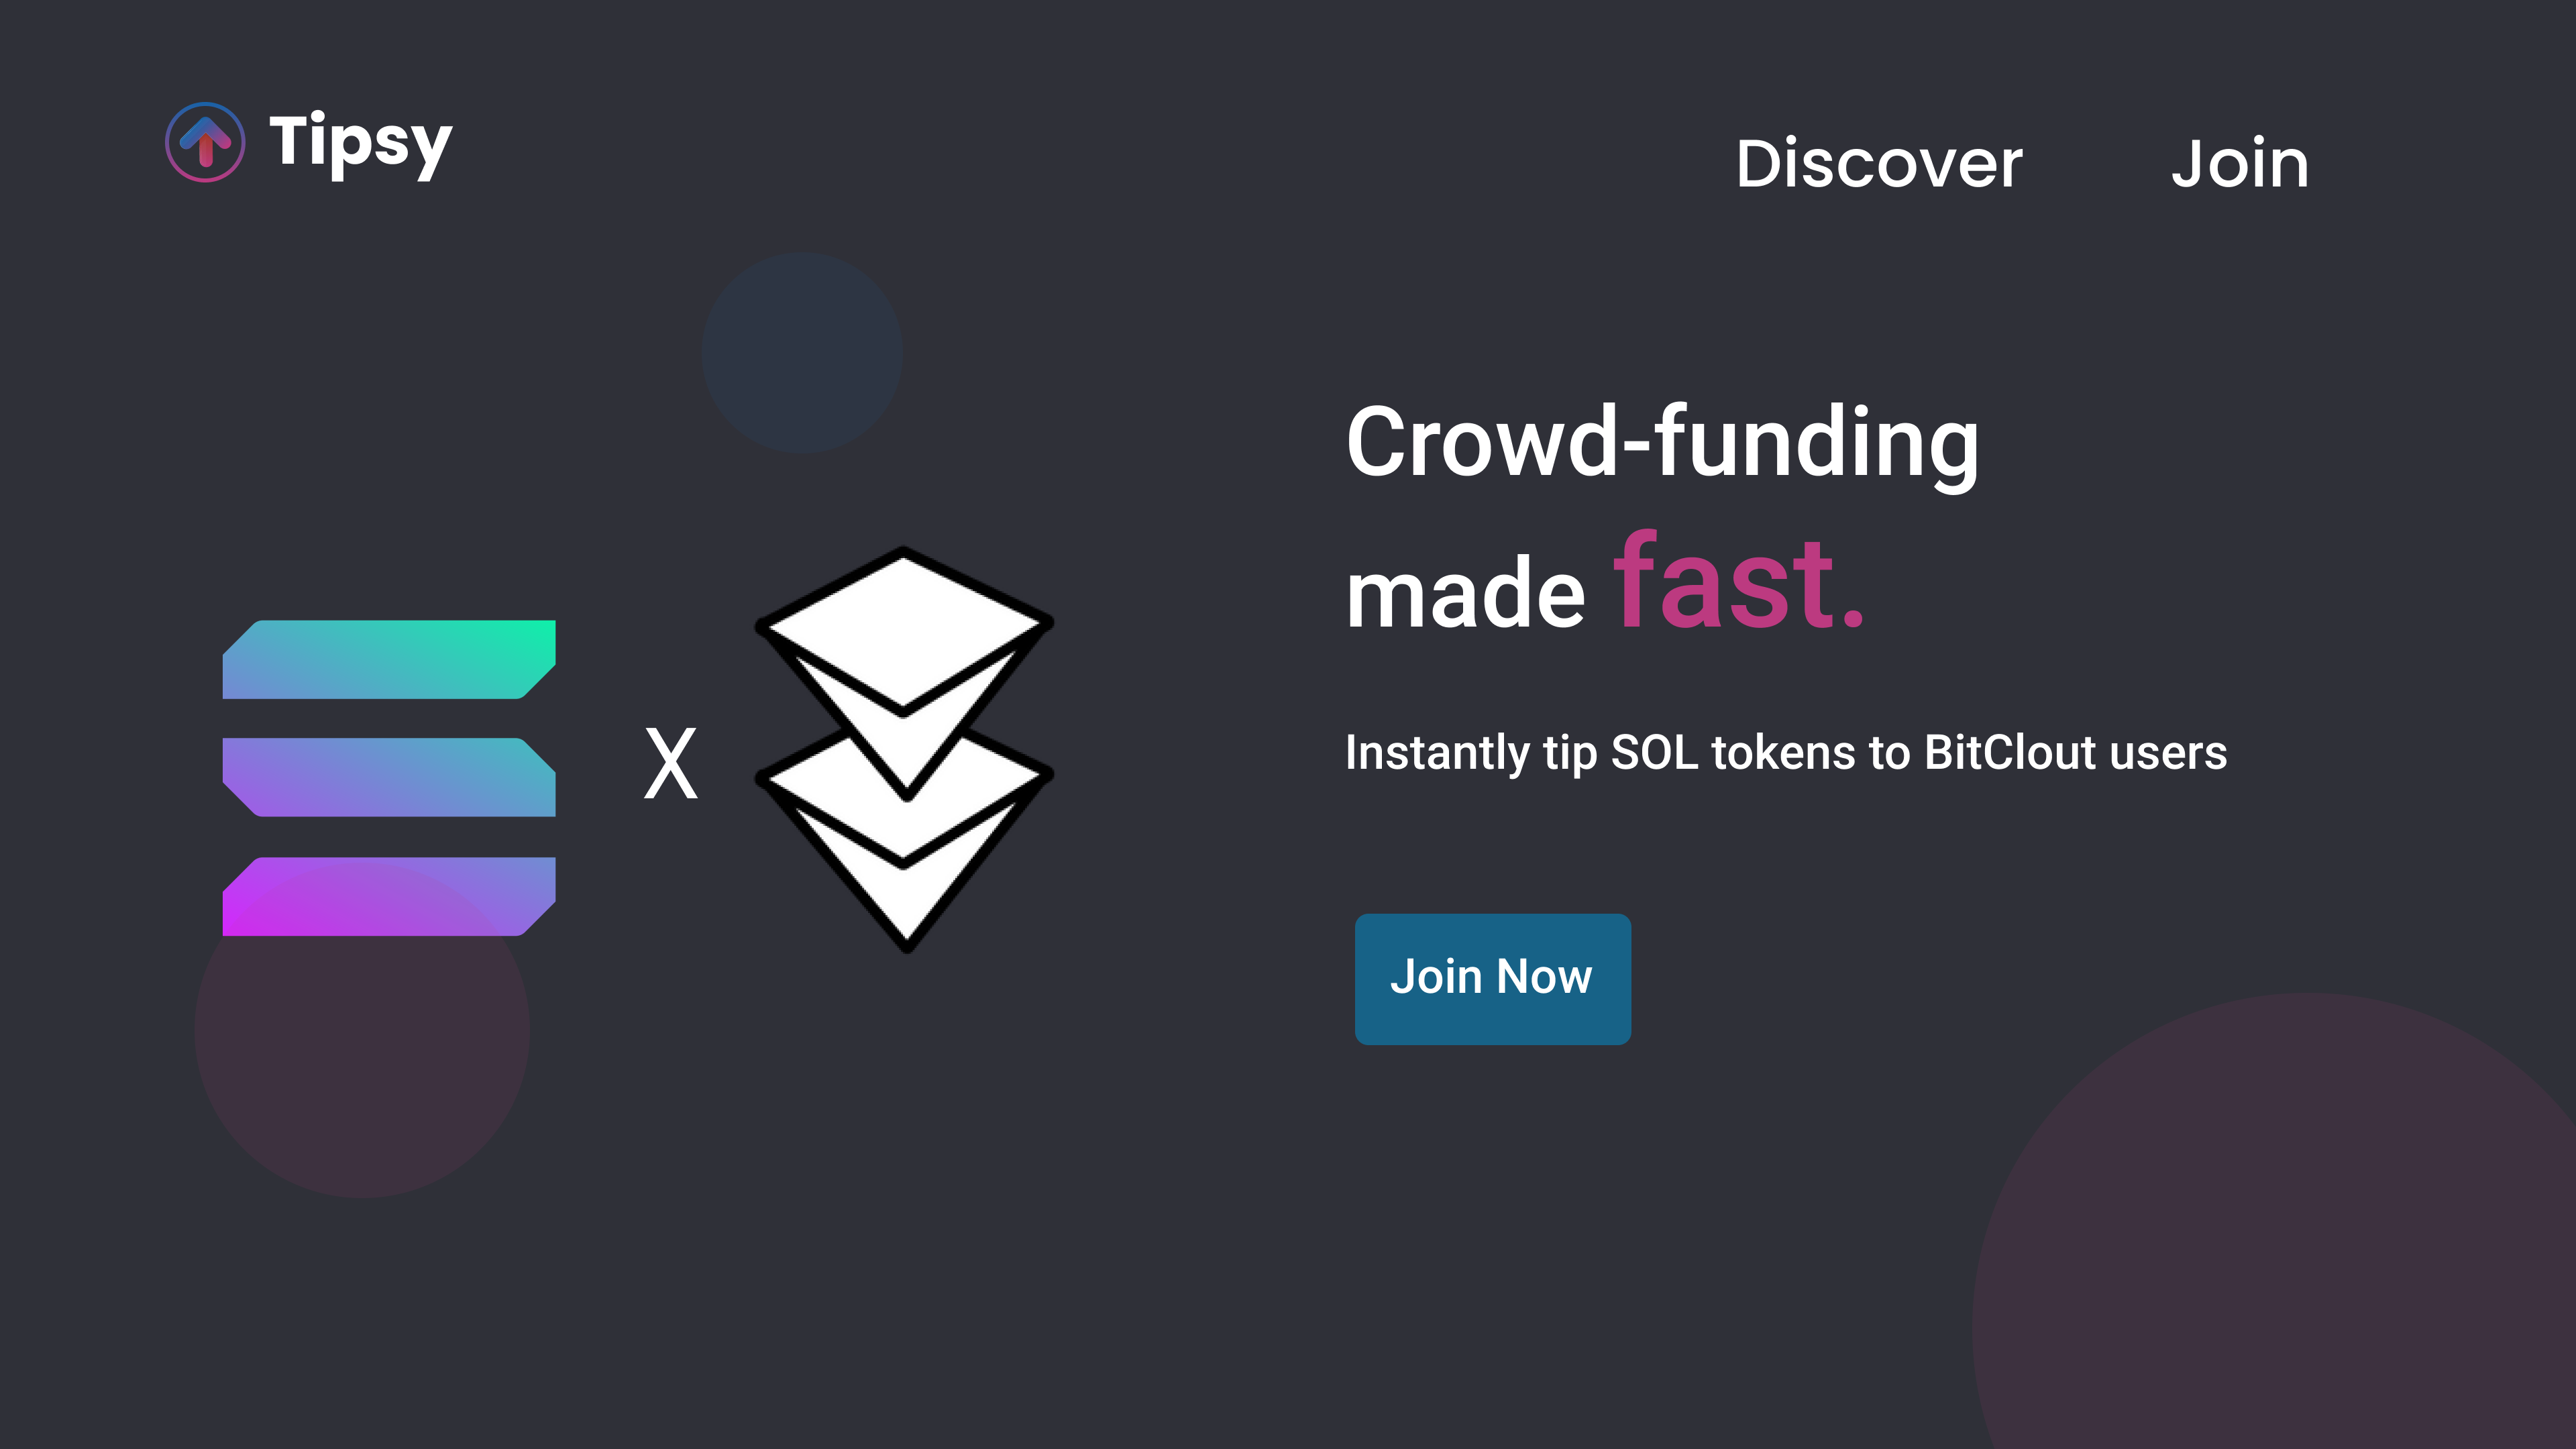 Tipsy
Discover
Join
Crowd-funding
made fast.
X
Instantly tip SOL tokens to BitClout users
Join Now